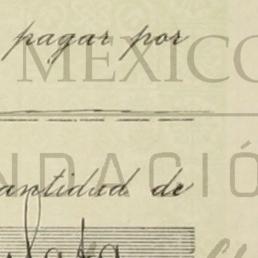 pagar por
MEXICO
NDACIÓ
antidad de